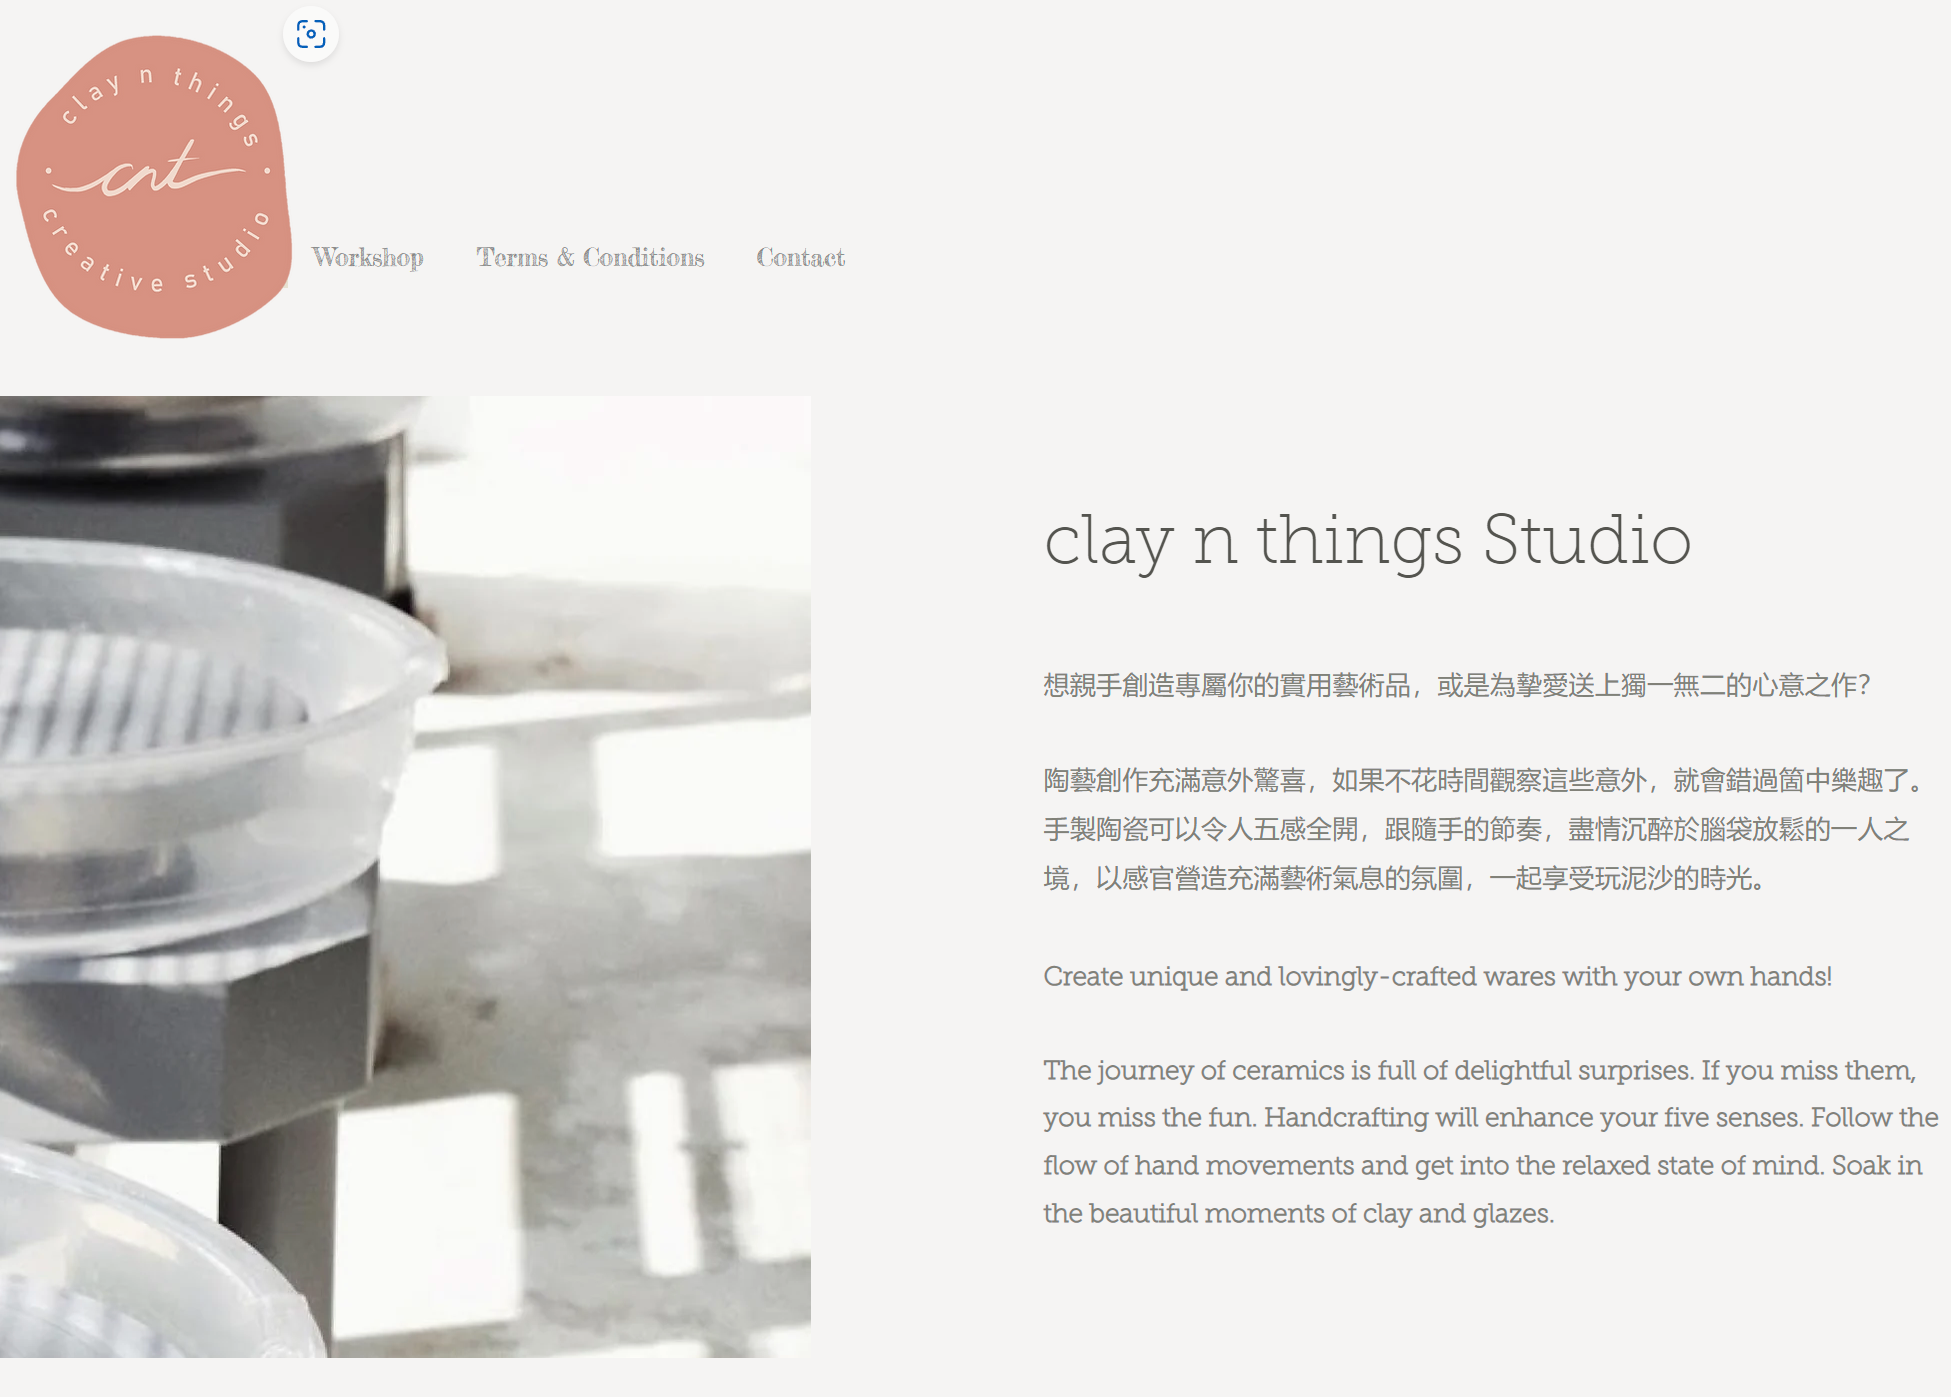 clay n things
cnt
creative studio
Workshop
Terms & Conditions
Contact
clay n things Studio
想親手創造專屬你的實用藝術品，或是為摯愛送上獨一無二的心意之作？
陶藝創作充滿意外驚喜，如果不花時間觀察這些意外，就會錯過箇中樂趣了。
手製陶瓷可以令人五感全開，跟隨手的節奏，盡情沉醉於腦袋放鬆的一人之
境，以感官營造充滿藝術氣息的氛圍，一起享受玩泥沙的時光。
Create unique and lovingly-crafted wares with your own hands!
The journey of ceramics is full of delightful surprises. If you miss them,
you miss the fun. Handcrafting will enhance your five senses. Follow the
flow of hand movements and get into the relaxed state of mind. Soak in
the beautiful moments of clay and glazes.